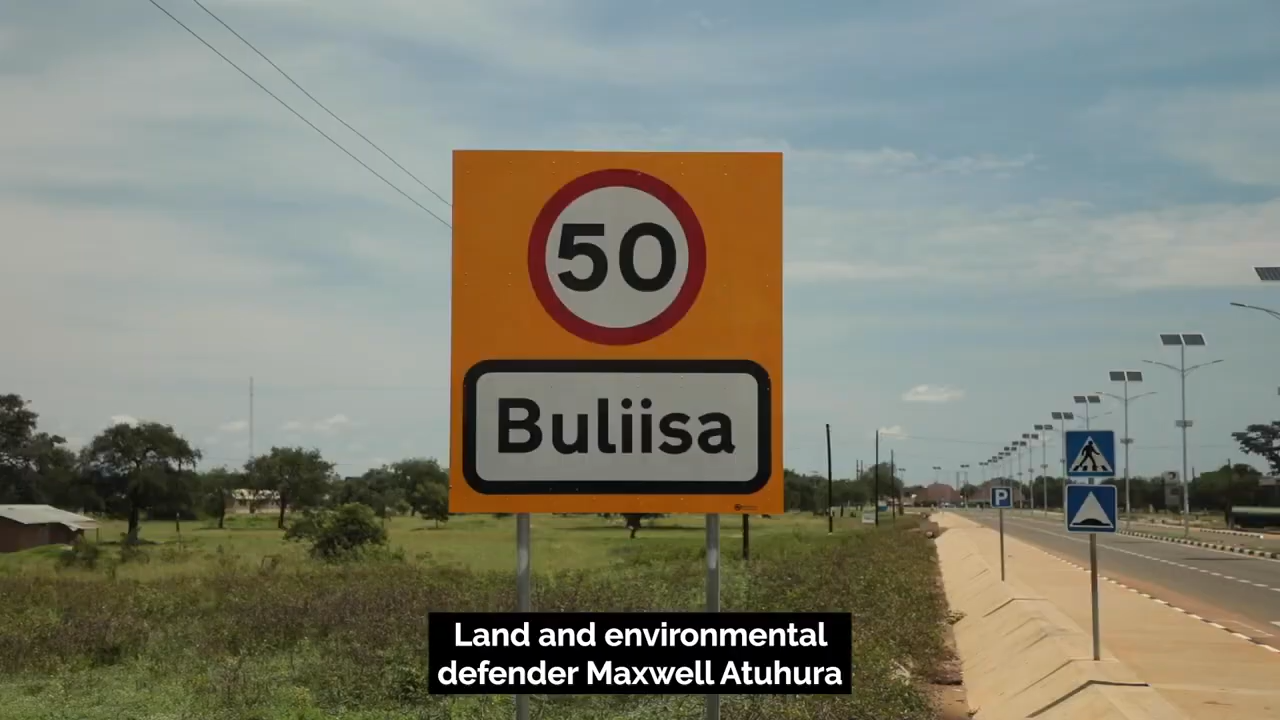 50
Buliisa
P
Land and environmental
defender Maxwell Atuhura